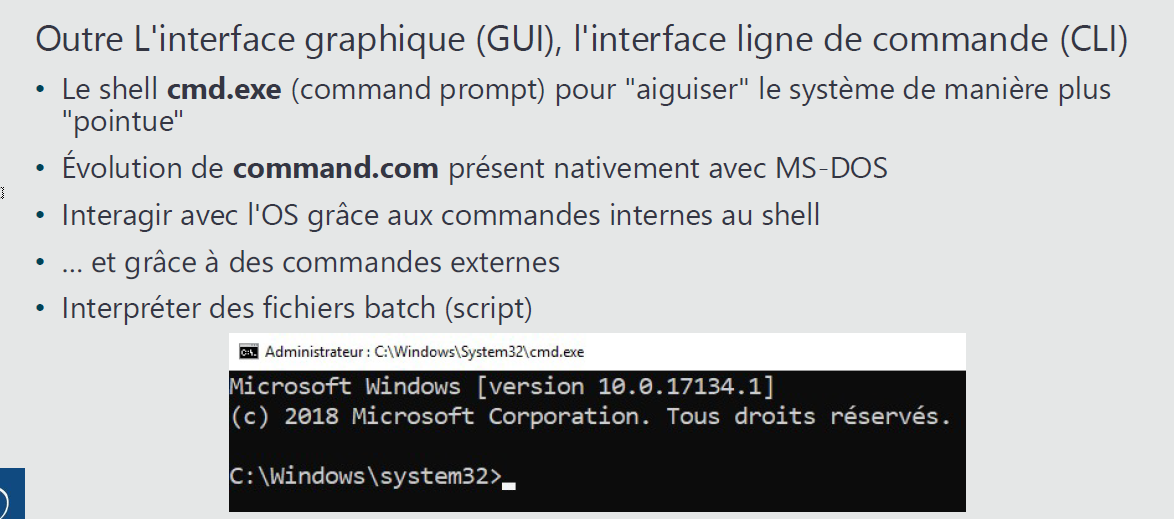 Outre L'interface graphique (GUI), l'interface ligne de commande (CLI)
• Le shell cmd.exe (command prompt) pour "aiguiser" le système de manière plus
"pointue"
• Évolution de command.com présent nativement avec MS-DOS
• Interagir avec l'OS grâce aux commandes internes au shell
• ... et grâce à des commandes externes
• Interpréter des fichiers batch (script)
Administrateur : C:\Windows\System32\cmd.exe
Microsoft Windows [version 10.0.17134.1]
(c) 2018 Microsoft Corporation. Tous droits réservés.
C:\Windows\system32>_